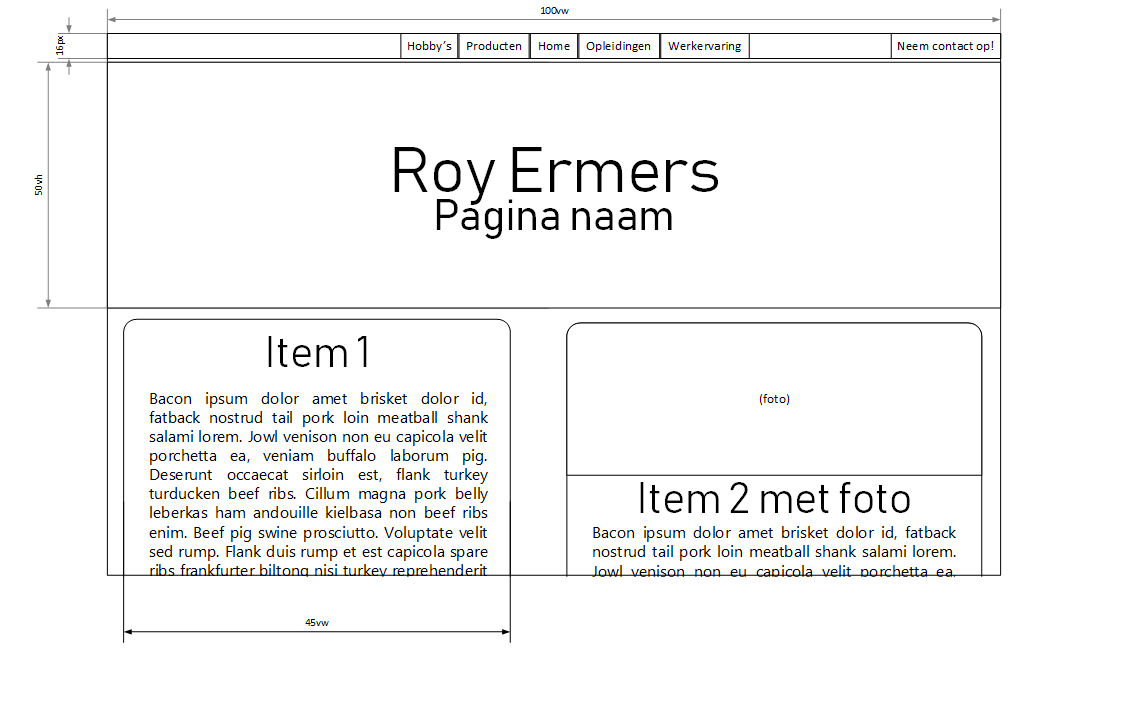 100vw
16px
Hobby's Producten Home Opleidingen Werkervaring Neem contact op!
50vh
Roy Ermers
Pagina naam
Item 1
Bacon ipsum dolor amet brisket dolor id,
fatback nostrud tail pork loin meatball shank
salami lorem. Jowl venison non eu capicola velit
porchetta ea, veniam buffalo laborum pig.
Deserunt occaecat sirloin est, flank turkey
turducken beef ribs. Cillum magna pork belly
leberkas ham andouille kielbasa non beef ribs
enim. Beef pig swine prosciutto. Voluptate velit
sed rump. Flank duis rump et est capicola spare
ribs frankfurter biltong nisi turkey reprehenderit
(foto)
Item 2 met foto
Bacon ipsum dolor amet brisket dolor id, fatback
nostrud tail pork loin meatball shank salami lorem.
Jowl venison non eu capicola velit porchetta ea,
45vw